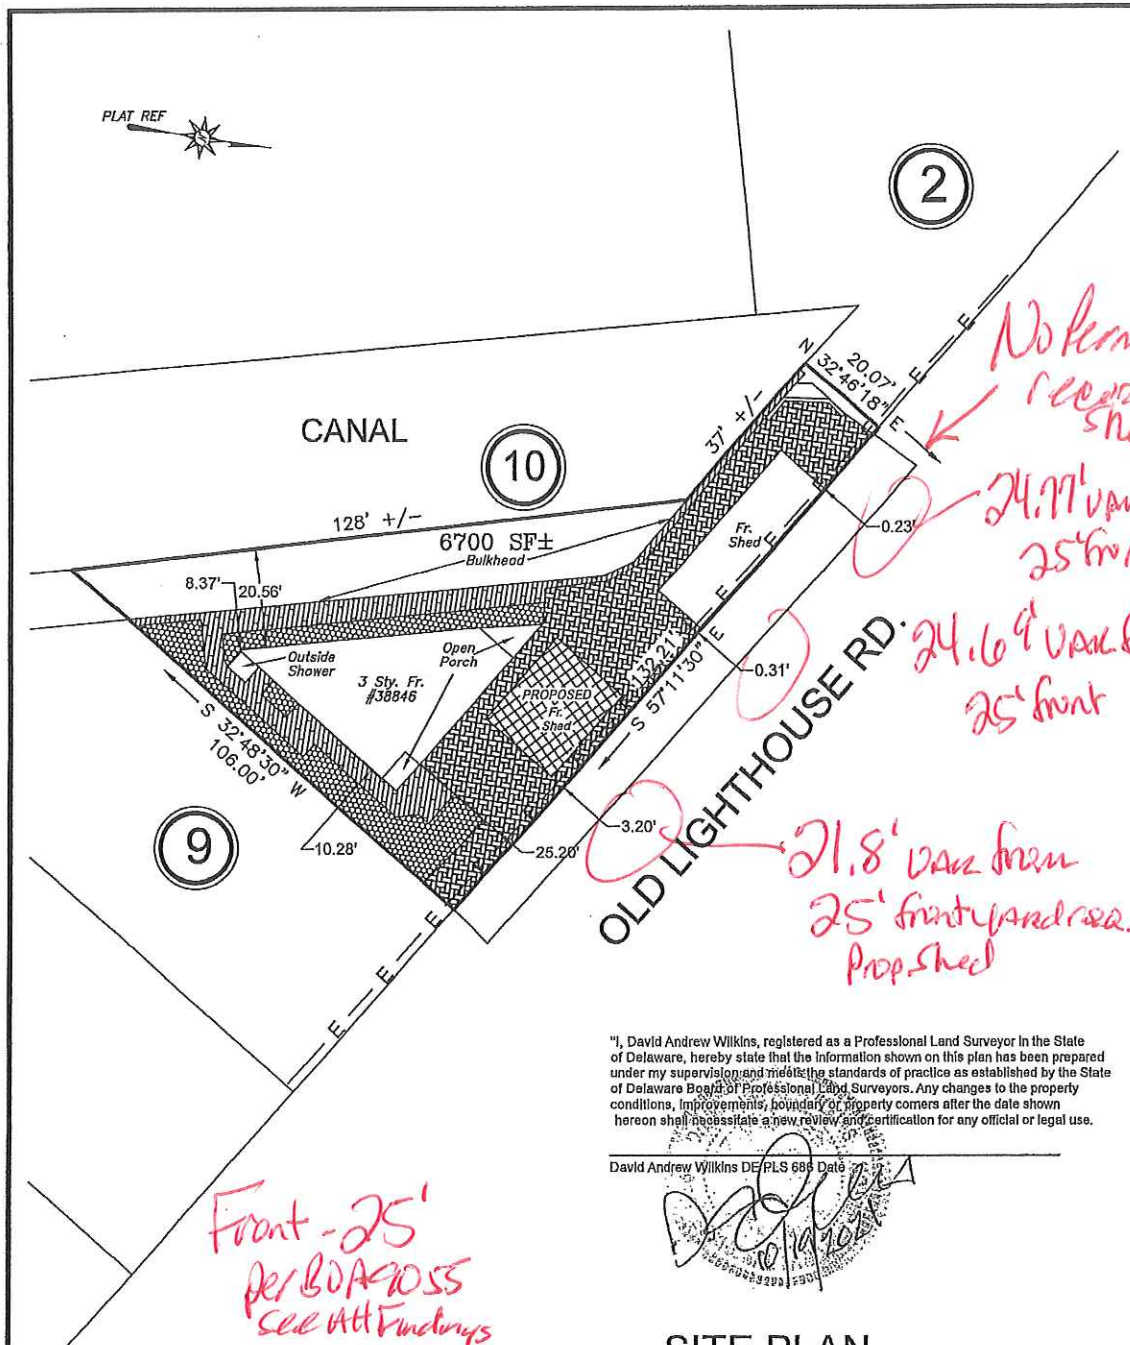 PLAT REF
2
No
CANAL
10
N 32°46'18" E
20.07'
37' +/-
128' +/-
6700 SF±
Bulkhead
Fr.
Shed
0.23'
24.77'
25'
8.37'
20.56'
Outside
Shower
Open
Porch
3 Sty. Fr.
#38846
PROPOSED
Fr.
Shed
132.21'
S 57°11'30" E
0.31'
24.69' VAR
25' front
S 32°48'30" W
106.00'
9
10.28'
25.20'
3.20'
OLD LIGHTHOUSE RD.
21.8' VAR from
25' front yard
Prop. Shed
E E E E E E E E
"I, David Andrew Wilkins, registered as a Professional Land Surveyor in the State
of Delaware, hereby state that the information shown on this plan has been prepared
under my supervision and meets the standards of practice as established by the State
of Delaware Board of Professional Land Surveyors. Any changes to the property
conditions, improvements, boundary or property corners after the date shown
hereon shall necessitate a new review and certification for any official or legal use.
David Andrew Wilkins DE PLS 686 Date
10/19/2021
Front - 25'
per BOA 9055
see Att Findings
SITE PLAN